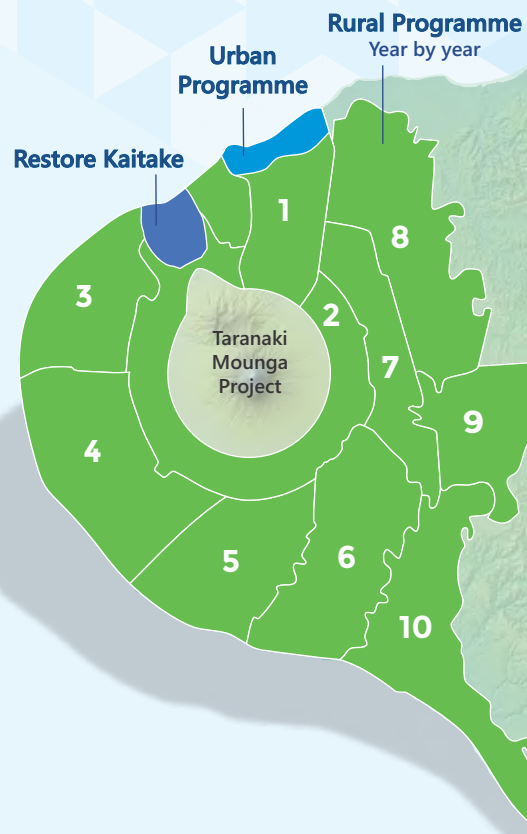 Rural Programme
Year by year
Urban
Programme
Restore Kaitake
1
8
3
2
Taranaki
Mounga
Project
7
9
4
5
6
10